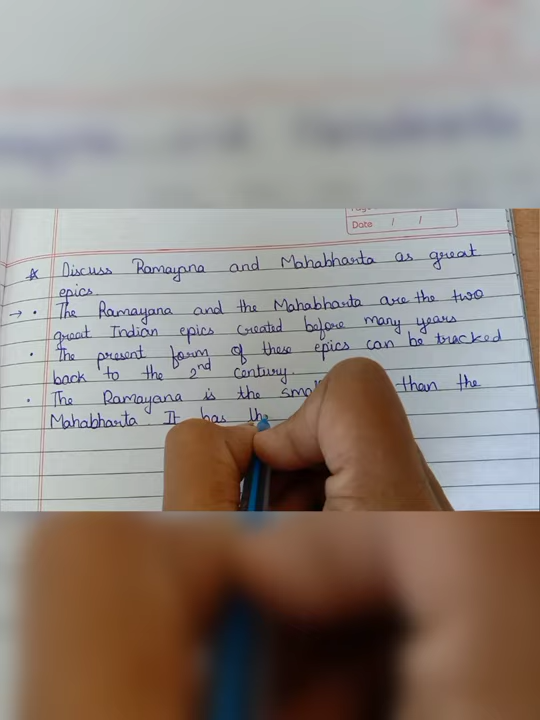 Date / /
* Discuss Ramayana and Mahabharta as great
epics.
→ • The Ramayana and the Mahabharta are the two
great Indian epics created before many years
• The present form of these epics can be tracked
back to the 2nd century.
• The Ramayana is the than the
Mahabharta. It has the